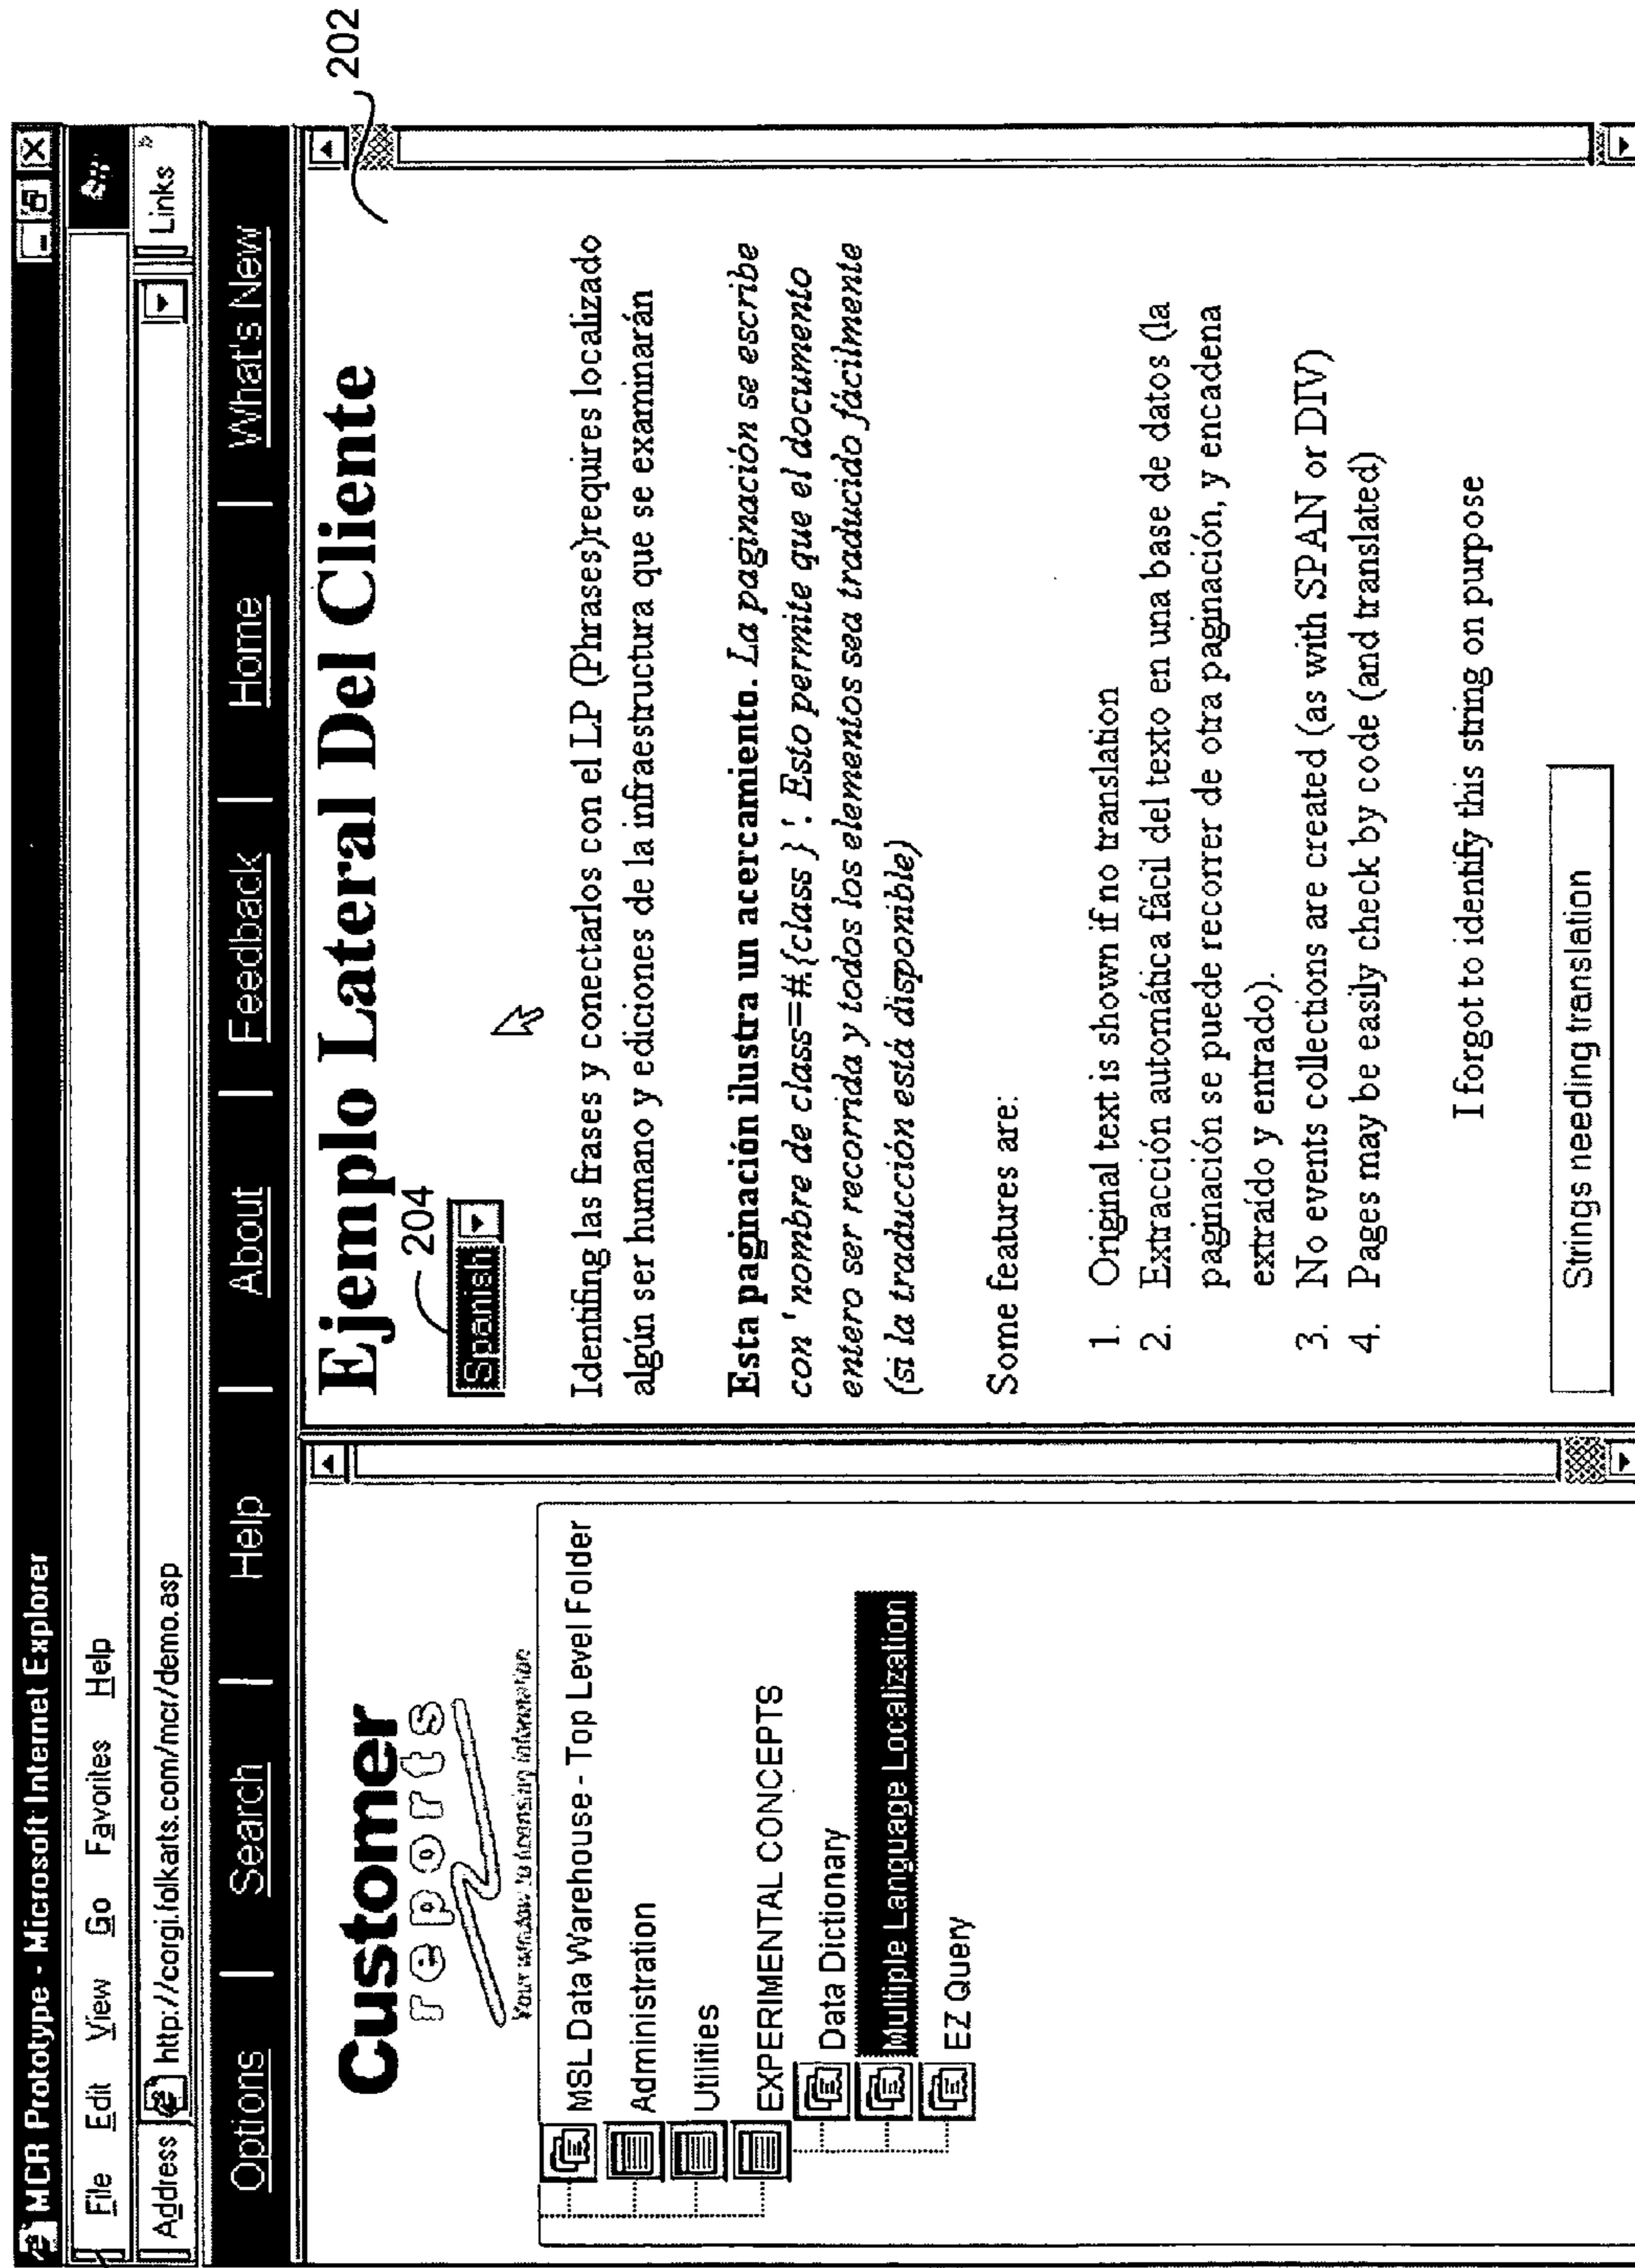 MCR Prototype - Microsoft Internet Explorer
File Edit View Go Favorites Help
Address http://corgi.folkarts.com/mcr/demo.asp Links »
Options | Search | Help | About | Feedback | Home | What's New
Customer
reports
Your window to licensing information
MSL Data Warehouse - Top Level Folder
Administration
Utilities
EXPERIMENTAL CONCEPTS
Data Dictionary
Multiple Language Localization
EZ Query
Ejemplo Lateral Del Cliente
202
204
Spanish
Identifing las frases y conectarlos con el LP (Phrases)requires localizado
algún ser humano y ediciones de la infraestructura que se examinarán
Esta paginación ilustra un acercamiento. La paginación se escribe
con ' nombre de class=#.{class } '. Esto permite que el documento
entero ser recorrida y todos los elementos sea traducido fácilmente
(si la traducción está disponible)
Some features are:
1. Original text is shown if no translation
2. Extracción automática fácil del texto en una base de datos (la
paginación se puede recorrer de otra paginación, y encadena
extraído y entrado).
3. No events collections are created (as with SPAN or DIV)
4. Pages may be easily check by code (and translated)
I forgot to identify this string on purpose
Strings needing translation